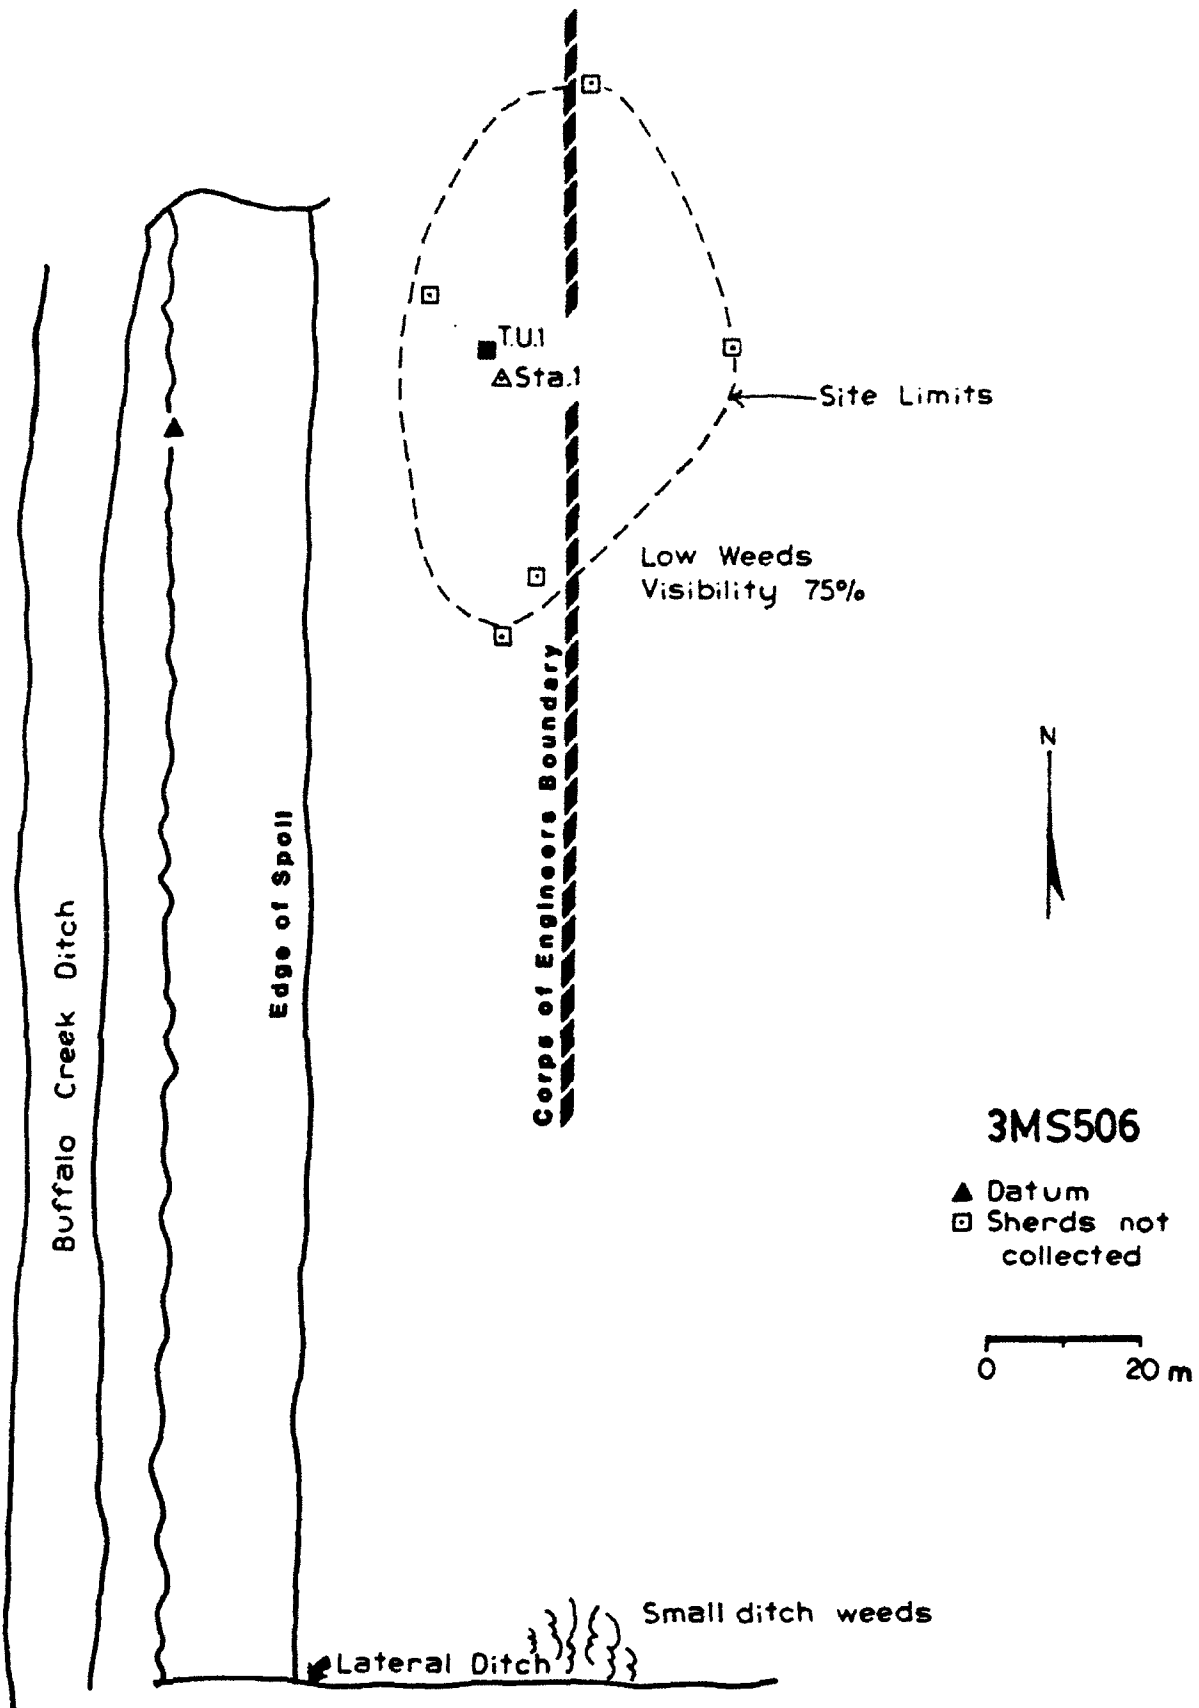 T.U.1
Sta.1
Site Limits
Low Weeds
Visibility 75%
Corps of Engineers Boundary
N
Edge of Spoil
Buffalo Creek Ditch
3MS506
Datum
Sherds not
collected
0 20 m
Small ditch weeds
Lateral Ditch